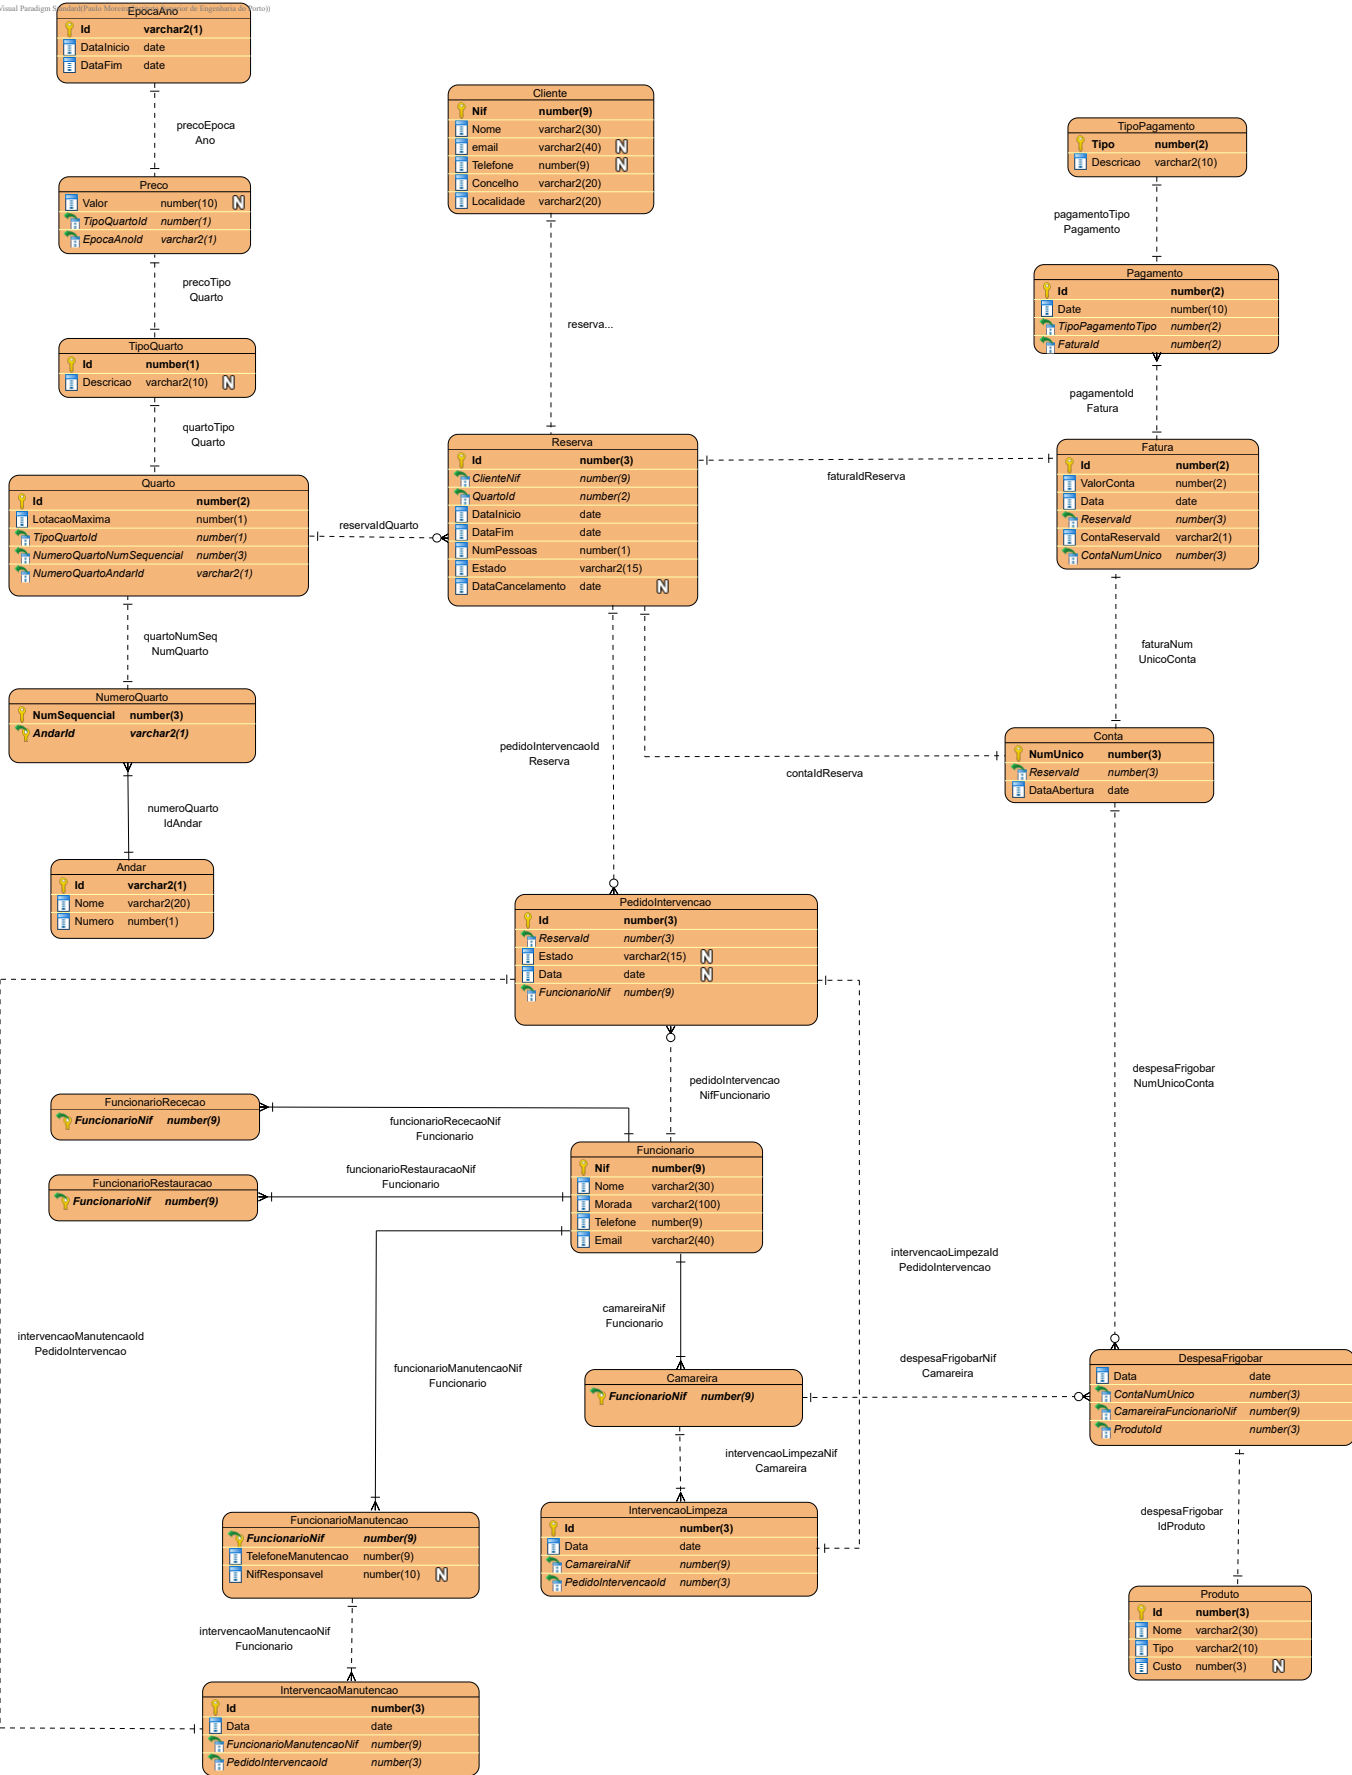 Visual Paradigm Standard(Paulo Moreira(Instituto Superior de Engenharia do Porto))
EpocaAno
Id varchar2(1)
DataInicio date
DataFim date
precoEpoca
Ano
Preco
Valor number(10) N
TipoQuartoId number(1)
EpocaAnoId varchar2(1)
precoTipo
Quarto
TipoQuarto
Id number(1)
Descricao varchar2(10) N
quartoTipo
Quarto
Quarto
Id number(2)
LotacaoMaxima number(1)
TipoQuartoId number(1)
NumeroQuartoNumSequencial number(3)
NumeroQuartoAndarId varchar2(1)
quartoNumSeq
NumQuarto
NumeroQuarto
NumSequencial number(3)
AndarId varchar2(1)
numeroQuarto
IdAndar
Andar
Id varchar2(1)
Nome varchar2(20)
Numero number(1)
Cliente
Nif number(9)
Nome varchar2(30)
email varchar2(40) N
Telefone number(9) N
Concelho varchar2(20)
Localidade varchar2(20)
reserva...
reservaIdQuarto
Reserva
Id number(3)
ClienteNif number(9)
QuartoId number(2)
DataInicio date
DataFim date
NumPessoas number(1)
Estado varchar2(15)
DataCancelamento date N
faturaIdReserva
TipoPagamento
Tipo number(2)
Descricao varchar2(10)
pagamentoTipo
Pagamento
Pagamento
Id number(2)
Date number(10)
TipoPagamentoTipo number(2)
FaturaId number(2)
pagamentoId
Fatura
Fatura
Id number(2)
ValorConta number(2)
Data date
ReservaId number(3)
ContaReservaId varchar2(1)
ContaNumUnico number(3)
faturaNum
UnicoConta
Conta
NumUnico number(3)
ReservaId number(3)
DataAbertura date
pedidoIntervencaoId
Reserva
contaIdReserva
PedidoIntervencao
Id number(3)
ReservaId number(3)
Estado varchar2(15) N
Data date N
FuncionarioNif number(9)
pedidoIntervencao
NifFuncionario
despesaFrigobar
NumUnicoConta
FuncionarioRececao
FuncionarioNif number(9)
funcionarioRececaoNif
Funcionario
FuncionarioRestauracao
FuncionarioNif number(9)
funcionarioRestauracaoNif
Funcionario
Funcionario
Nif number(9)
Nome varchar2(30)
Morada varchar2(100)
Telefone number(9)
Email varchar2(40)
intervencaoLimpezaId
PedidoIntervencao
camareiraNif
Funcionario
intervencaoManutencaoId
PedidoIntervencao
funcionarioManutencaoNif
Funcionario
despesaFrigobarNif
Camareira
Camareira
FuncionarioNif number(9)
DespesaFrigobar
Data date
ContaNumUnico number(3)
CamareiraFuncionarioNif number(9)
ProdutoId number(3)
intervencaoLimpezaNif
Camareira
despesaFrigobar
IdProduto
FuncionarioManutencao
FuncionarioNif number(9)
TelefoneManutencao number(9)
NifResponsavel number(10) N
IntervencaoLimpeza
Id number(3)
Data date
CamareiraNif number(9)
PedidoIntervencaoId number(3)
Produto
Id number(3)
Nome varchar2(30)
Tipo varchar2(10)
Custo number(3) N
intervencaoManutencaoNif
Funcionario
IntervencaoManutencao
Id number(3)
Data date
FuncionarioManutencaoNif number(9)
PedidoIntervencaoId number(3)